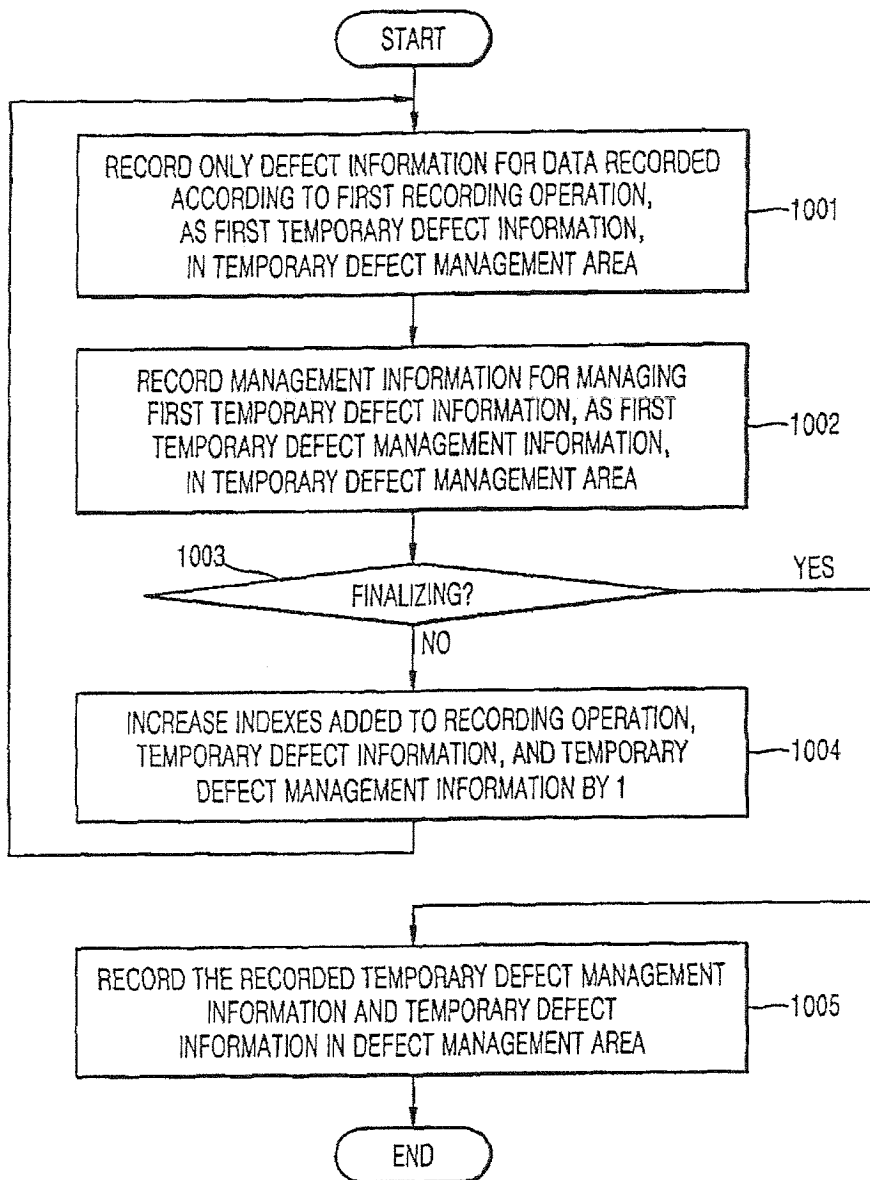 START
RECORD ONLY DEFECT INFORMATION FOR DATA RECORDED
ACCORDING TO FIRST RECORDING OPERATION,
AS FIRST TEMPORARY DEFECT INFORMATION,
IN TEMPORARY DEFECT MANAGEMENT AREA
1001
RECORD MANAGEMENT INFORMATION FOR MANAGING
FIRST TEMPORARY DEFECT INFORMATION, AS FIRST
TEMPORARY DEFECT MANAGEMENT INFORMATION,
IN TEMPORARY DEFECT MANAGEMENT AREA
1002
1003
FINALIZING?
YES
NO
INCREASE INDEXES ADDED TO RECORDING OPERATION,
TEMPORARY DEFECT INFORMATION, AND TEMPORARY
DEFECT MANAGEMENT INFORMATION BY 1
1004
RECORD THE RECORDED TEMPORARY DEFECT MANAGEMENT
INFORMATION AND TEMPORARY DEFECT
INFORMATION IN DEFECT MANAGEMENT AREA
1005
END